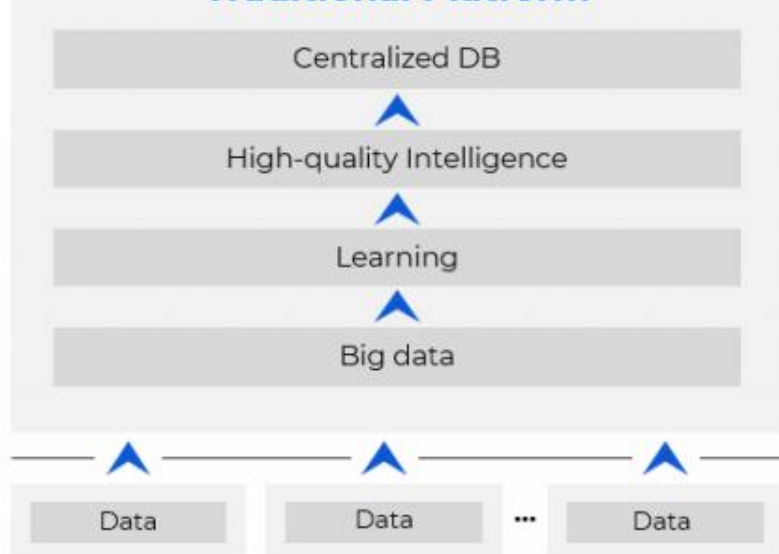 Centralized DB
High-quality Intelligence
Learning
Big data
Data Data ... Data